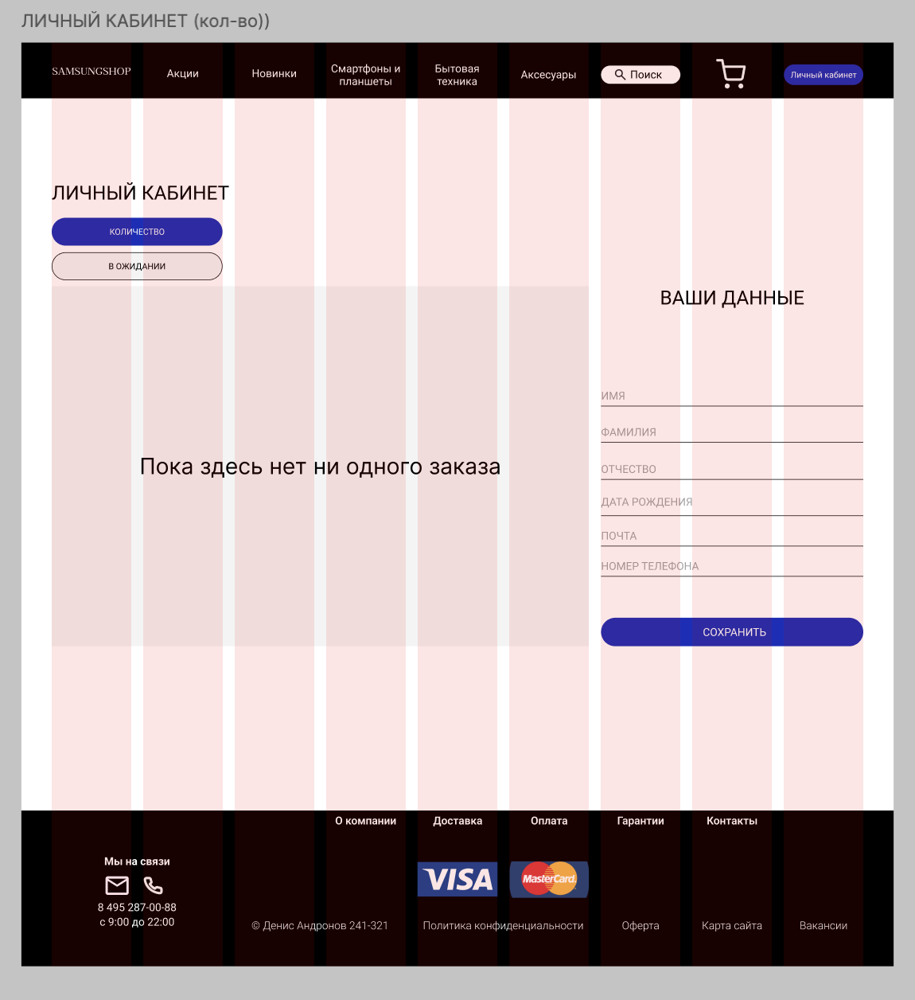 ЛИЧНЫЙ КАБИНЕТ (кол-во))
SAMSUNGSHOP
Акции
Новинки
Смартфоны и
планшеты
Бытовая
техника
Аксесуары
Поиск
Личный кабинет
ЛИЧНЫЙ КАБИНЕТ
КОЛИЧЕСТВО
В ОЖИДАНИИ
Пока здесь нет ни одного заказа
ВАШИ ДАННЫЕ
ИМЯ
ФАМИЛИЯ
ОТЧЕСТВО
ДАТА РОЖДЕНИЯ
ПОЧТА
НОМЕР ТЕЛЕФОНА
СОХРАНИТЬ
О компании
Доставка
Оплата
Гарантии
Контакты
Мы на связи
8 495 287-00-88
с 9:00 до 22:00
VISA
MasterCard
© Денис Андронов 241-321
Политика конфиденциальности
Оферта
Карта сайта
Вакансии